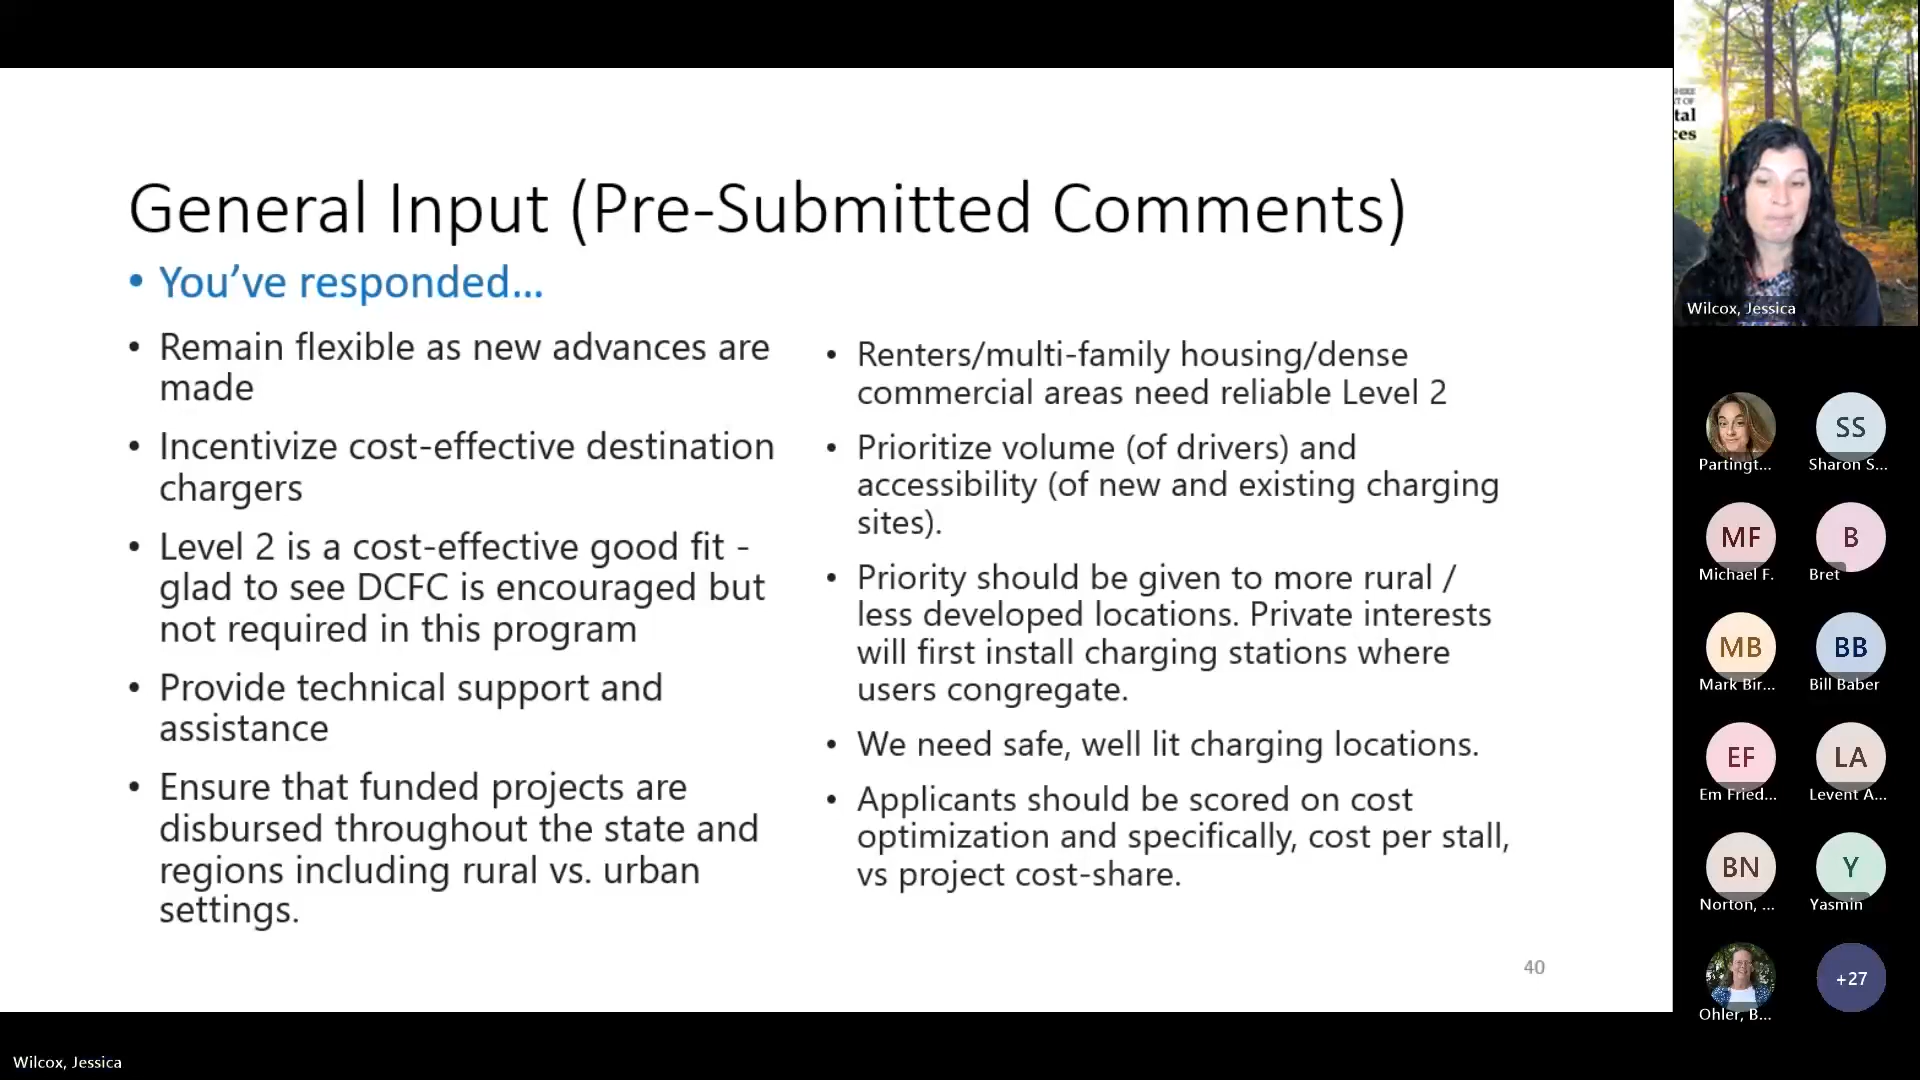 General Input (Pre-Submitted Comments)
• You've responded...
• Remain flexible as new advances are
made
• Incentivize cost-effective destination
chargers
• Level 2 is a cost-effective good fit -
glad to see DCFC is encouraged but
not required in this program
• Provide technical support and
assistance
• Ensure that funded projects are
disbursed throughout the state and
regions including rural vs. urban
settings.
• Renters/multi-family housing/dense
commercial areas need reliable Level 2
• Prioritize volume (of drivers) and
accessibility (of new and existing charging
sites).
• Priority should be given to more rural /
less developed locations. Private interests
will first install charging stations where
users congregate.
• We need safe, well lit charging locations.
• Applicants should be scored on cost
optimization and specifically, cost per stall,
vs project cost-share.
40
tal
ces
Wilcox, Jessica
Partingt...
SS
Sharon S...
MF
Michael F.
B
Bret
MB
Mark Bir...
BB
Bill Baber
EF
Em Fried...
LA
Levent A...
BN
Norton, ...
Y
Yasmin
Ohler, B...
+27
Wilcox, Jessica